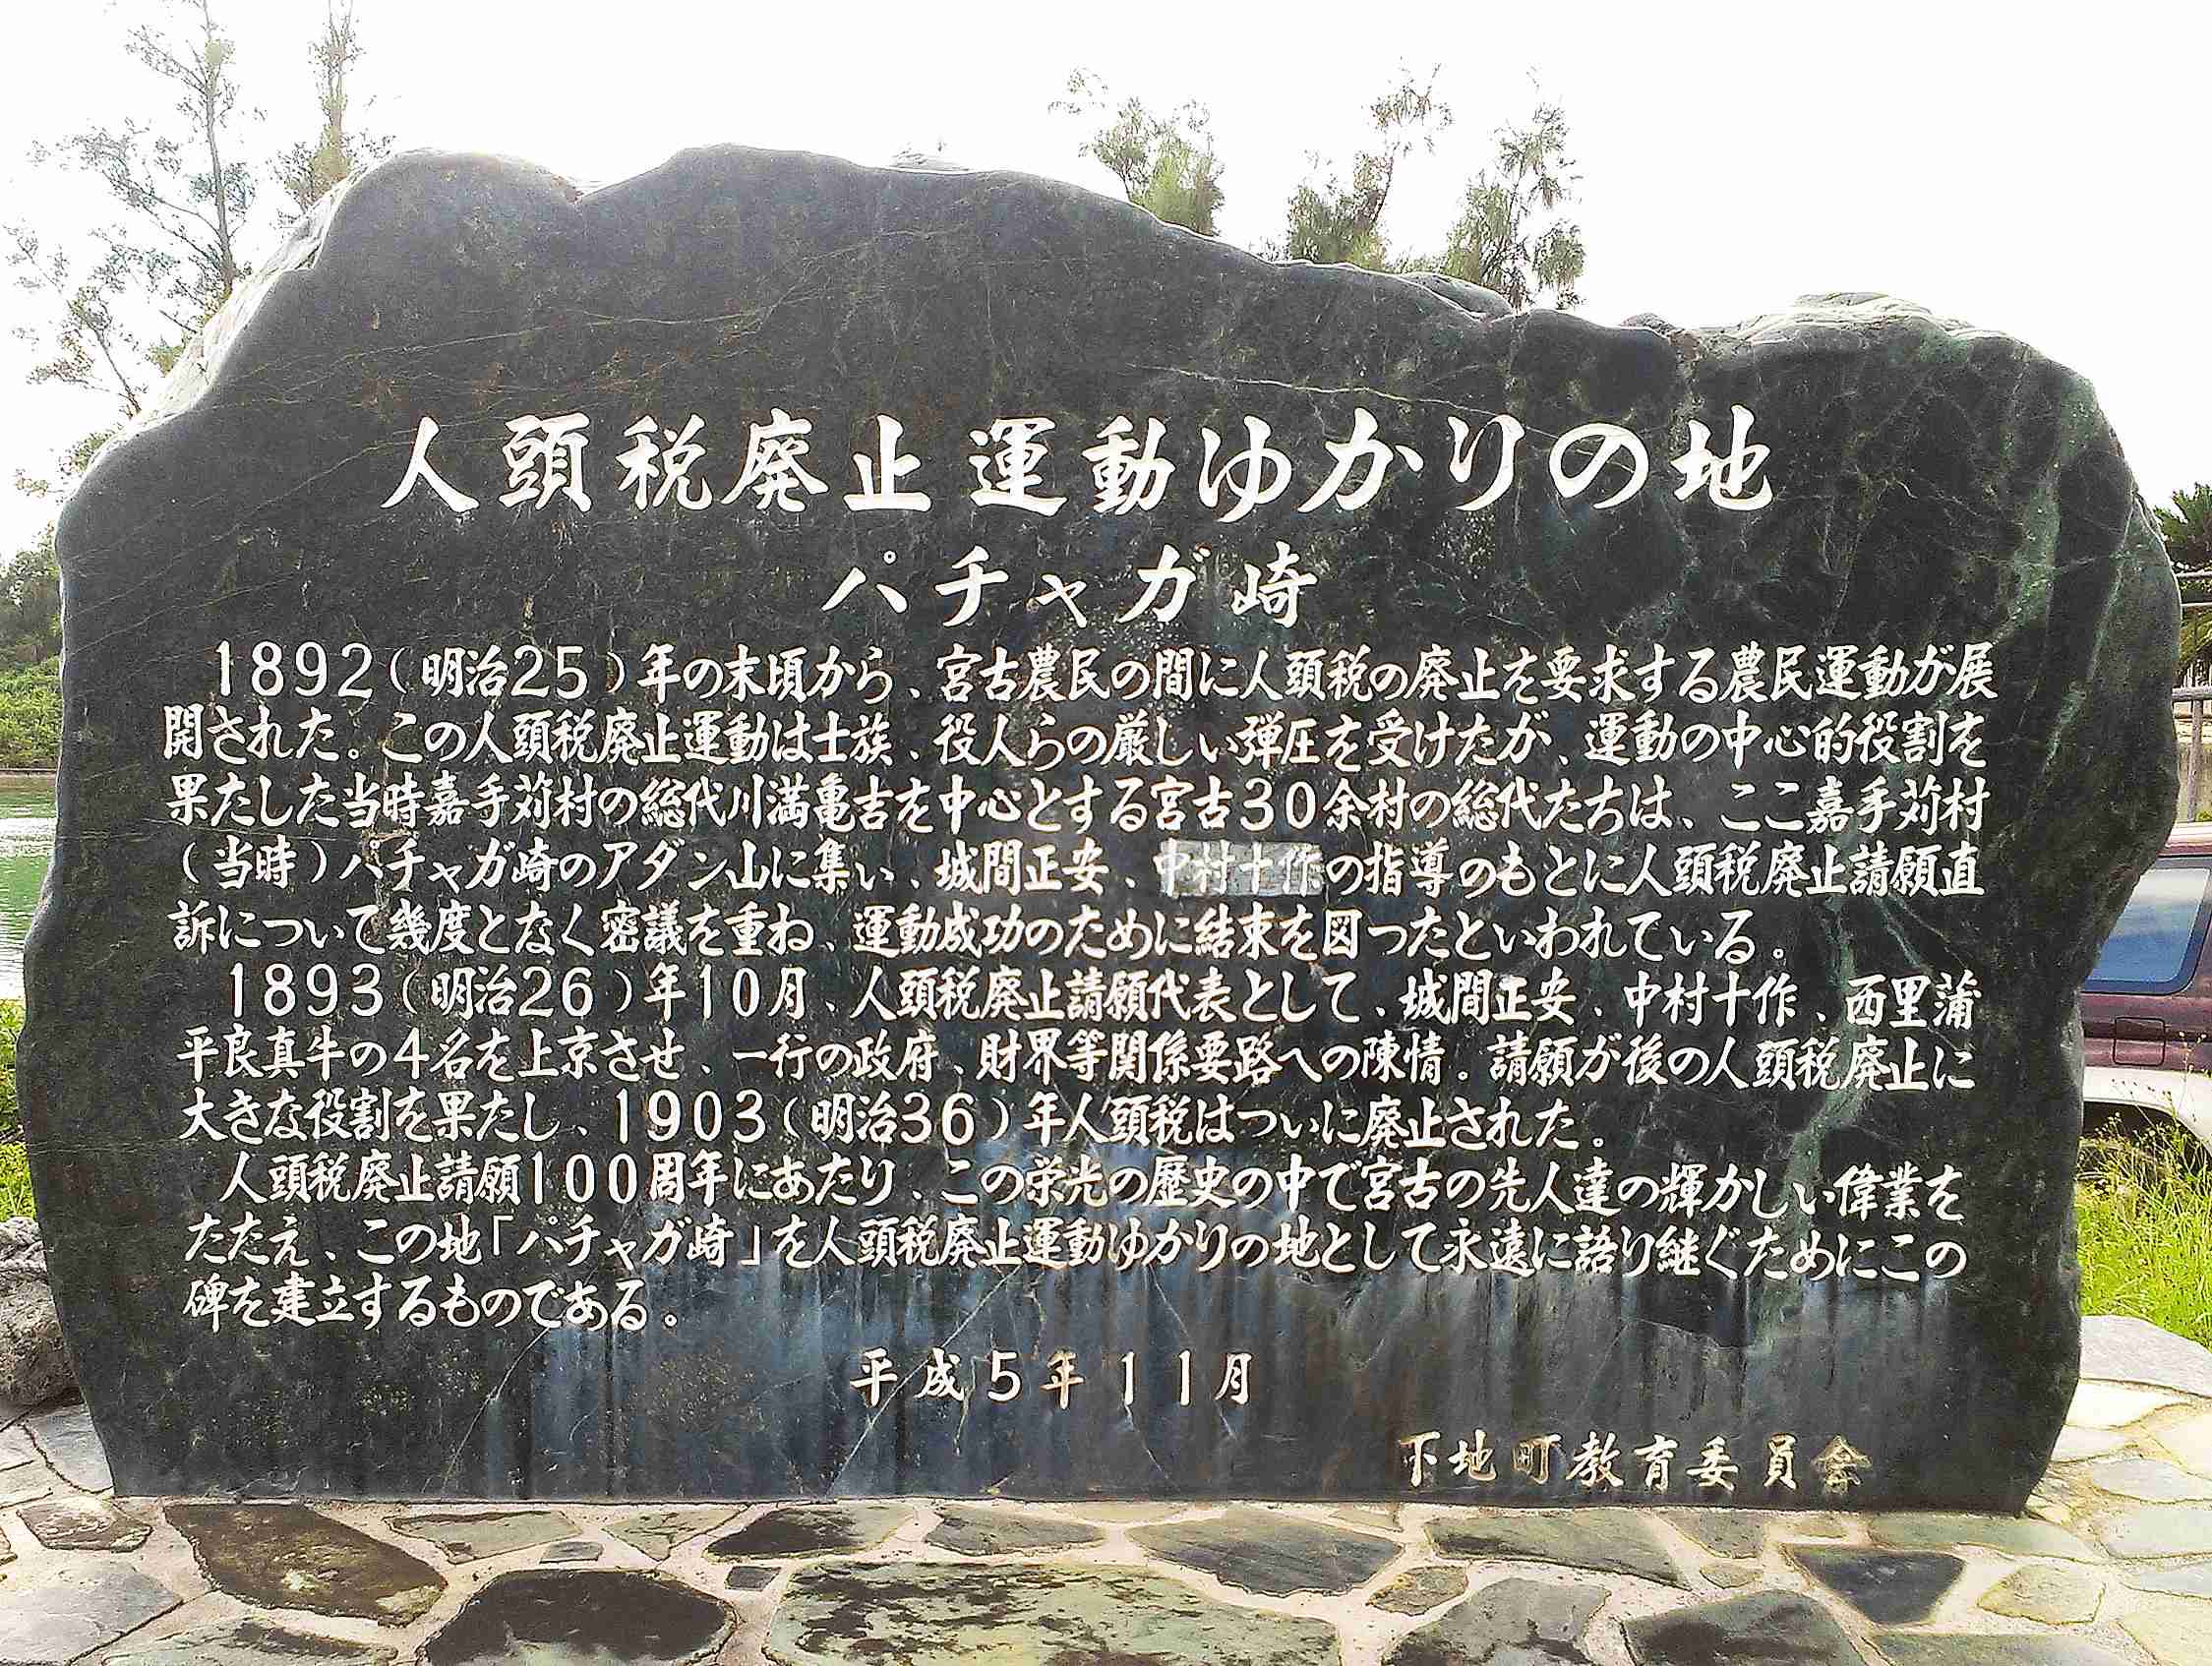 人頭税廃止運動ゆかりの地
パチャガ崎
1892(明治25)年の末頃から、宮古農民の間に人頭税の廃止を要求する農民運動が展
開された。この人頭税廃止運動は士族、役人らの厳しい弾圧を受けたが、運動の中心的役割を
果たした当時嘉手苅村の総代川満亀吉を中心とする宮古30余村の総代たちは、ここ嘉手苅村
(当時)パチャガ崎のアダン山に集い、城間正安、中村十作の指導のもとに人頭税廃止請願直
訴について幾度となく密議を重ね、運動成功のために結束を図ったといわれている。
1893(明治26)年10月、人頭税廃止請願代表として、城間正安、中村十作、西里蒲
平良真牛の4名を上京させ、一行の政府、財界等関係要路への陳情。請願が後の人頭税廃止に
大きな役割を果たし、1903(明治36)年人頭税はついに廃止された。
人頭税廃止請願100周年にあたり、この栄光の歴史の中で宮古の先人達の輝かしい偉業を
たたえ、この地「パチャガ崎」を人頭税廃止運動ゆかりの地として永遠に語り継ぐためにこの
碑を建立するものである。
平成5年11月
下地町教育委員会